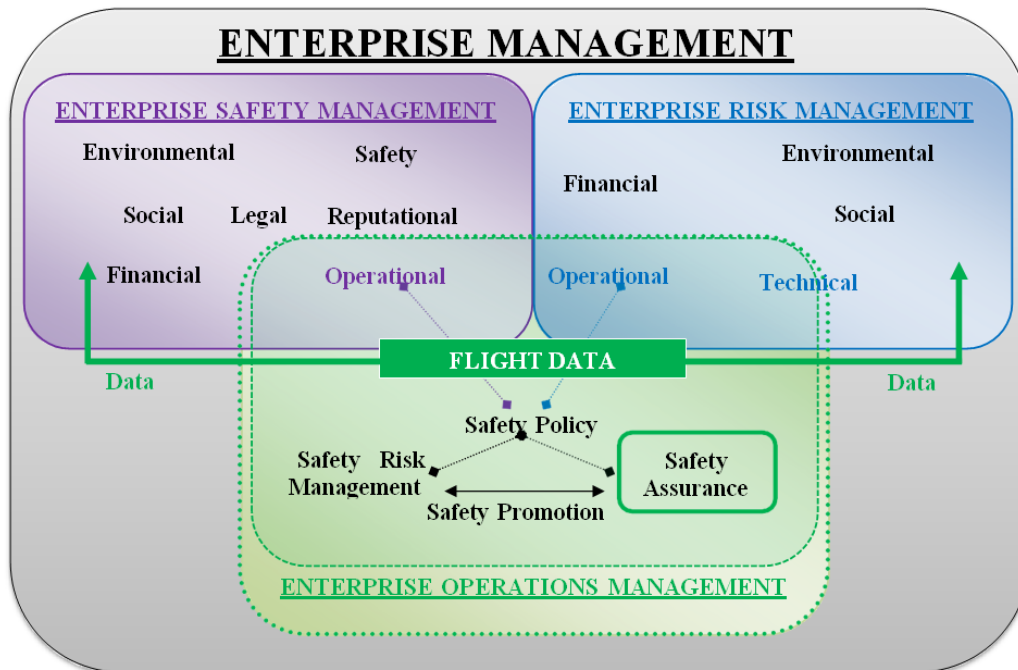 ENTERPRISE MANAGEMENT
ENTERPRISE SAFETY MANAGEMENT
Environmental
Safety
Social
Legal
Reputational
Financial
Operational
ENTERPRISE RISK MANAGEMENT
Environmental
Financial
Social
Operational
Technical
FLIGHT DATA
Data
Data
Safety Policy
Safety Risk
Management
Safety
Assurance
Safety Promotion
ENTERPRISE OPERATIONS MANAGEMENT